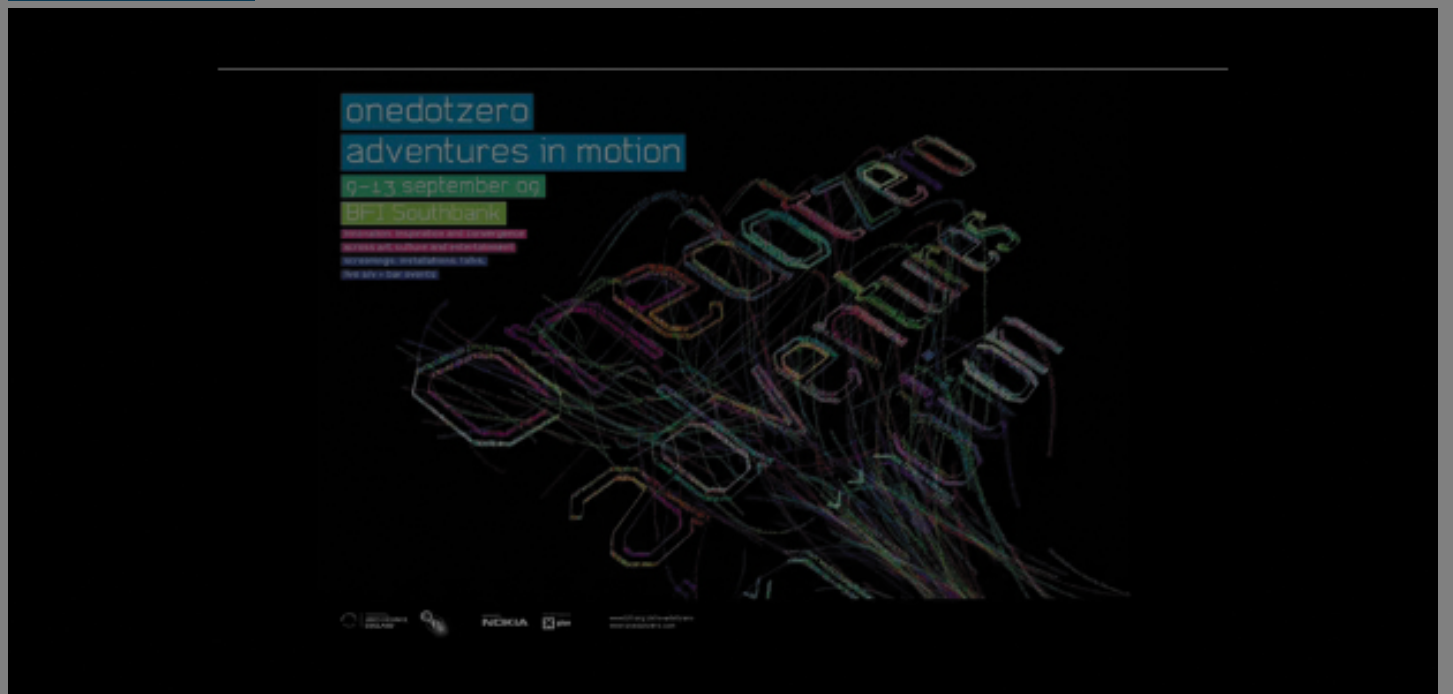 onedotzero
adventures in motion
9-13 september 09
BFI Southbank
innovation, inspiration and convergence
across art, culture and entertainment
screenings, installations, talks,
live a/v + bar events
onedotzero
adventures
in motion
NOKIA